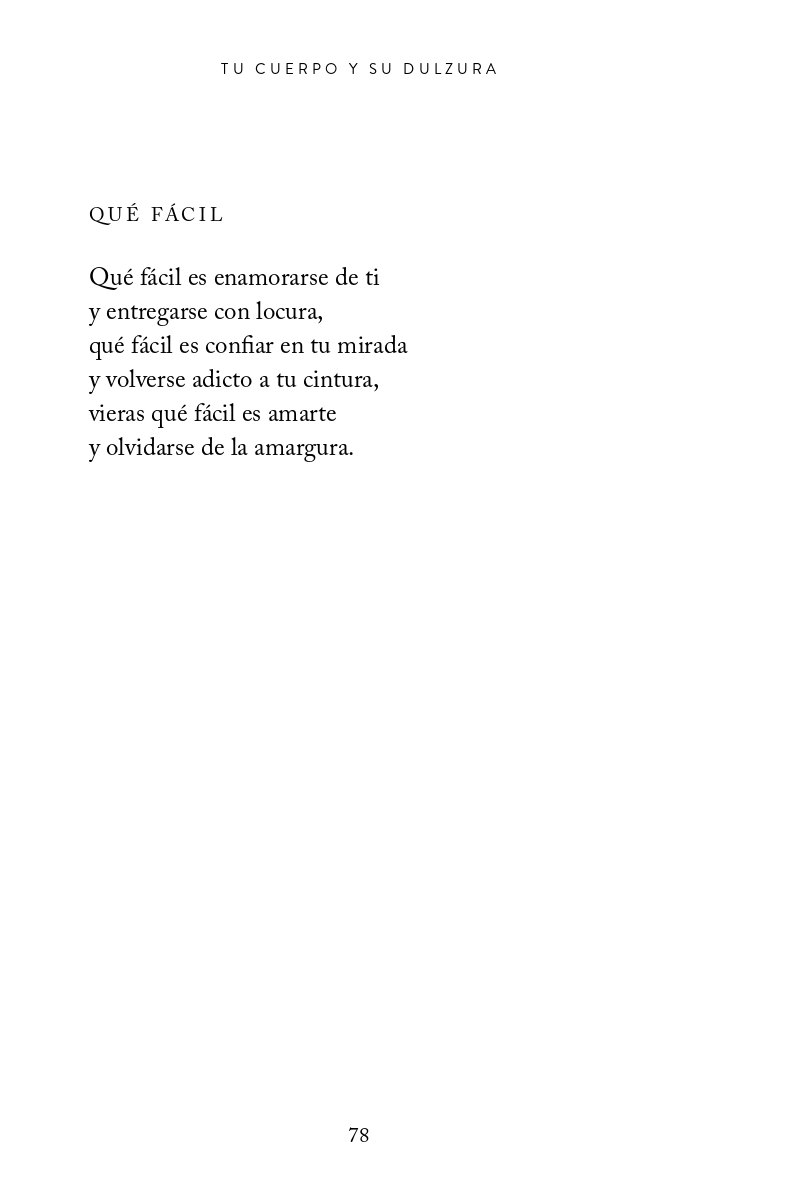 TU CUERPO Y SU DULZURA
QUÉ FÁCIL
Qué fácil es enamorarse de ti
y entregarse con locura,
qué fácil es confiar en tu mirada
y volverse adicto a tu cintura,
vieras qué fácil es amarte
y olvidarse de la amargura.
78